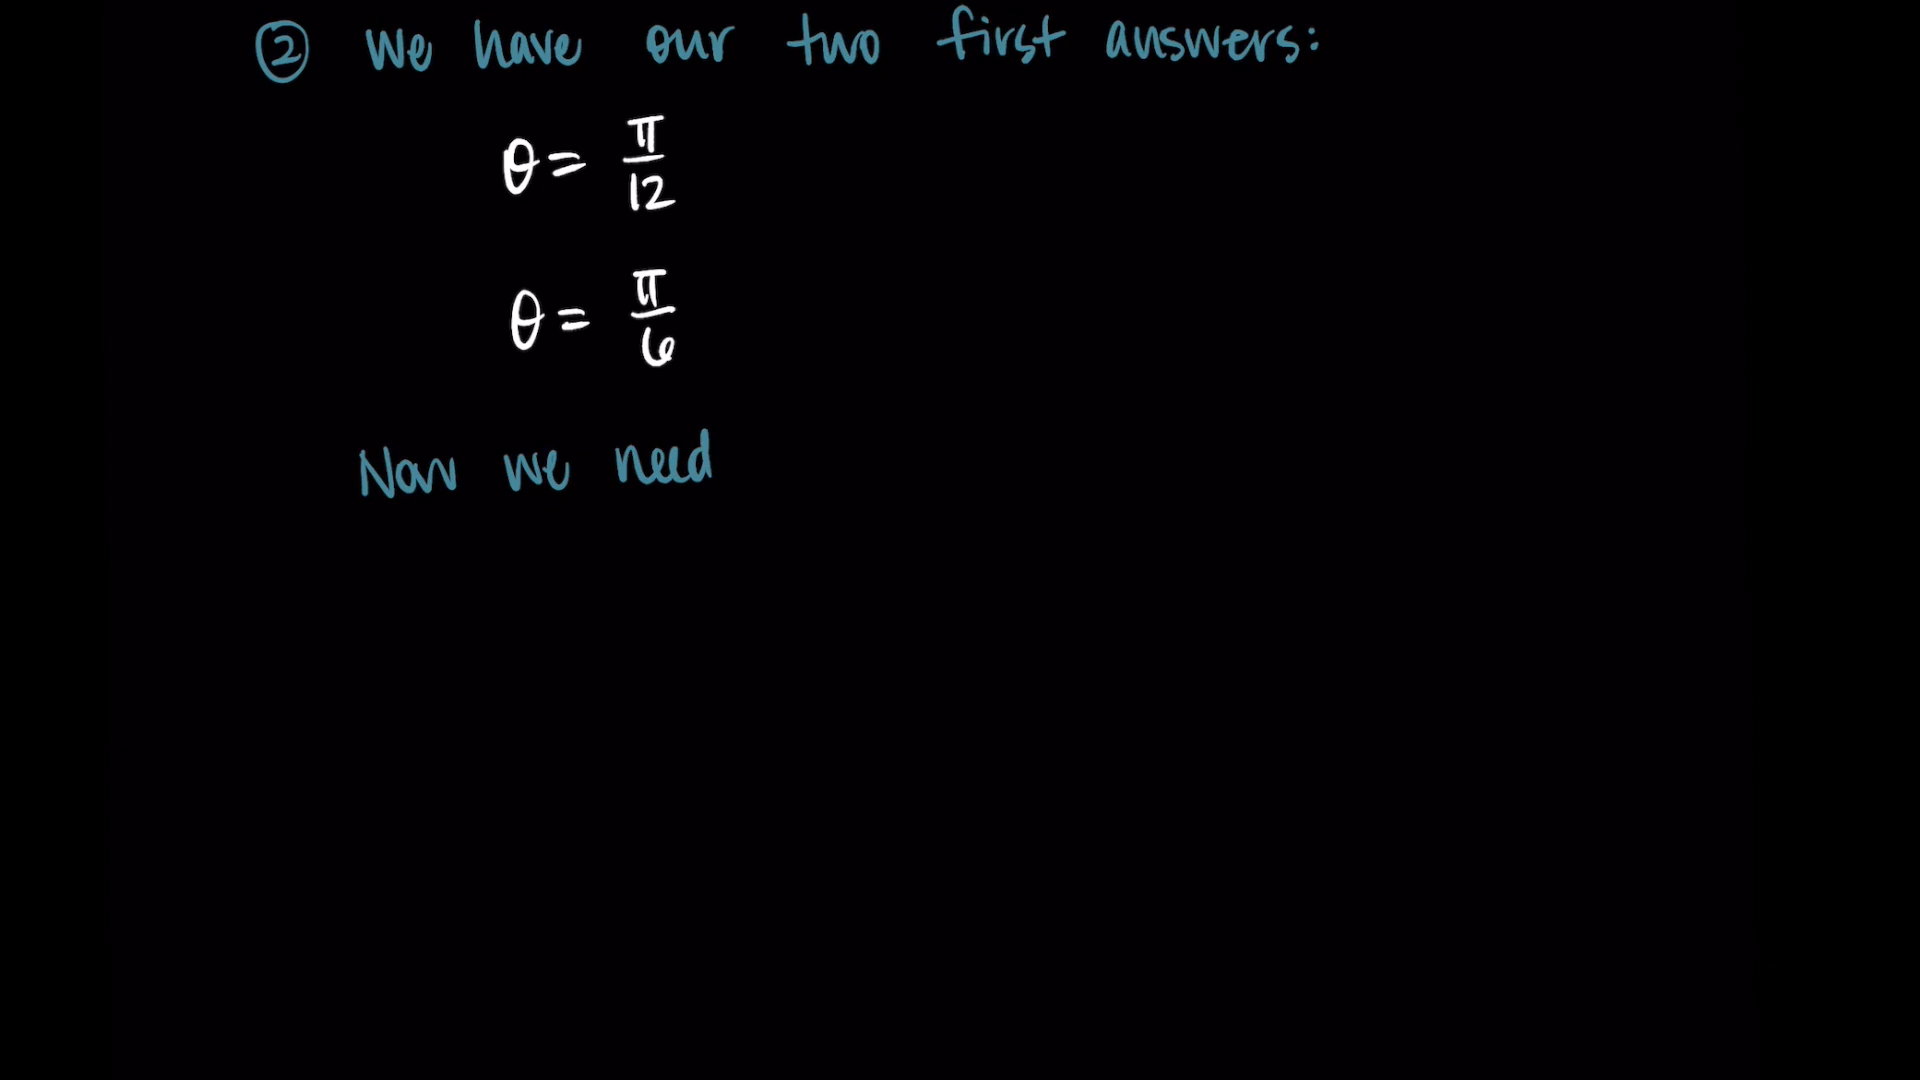 ② We have our two first answers:
θ = π/12
θ = π/6
Now we need